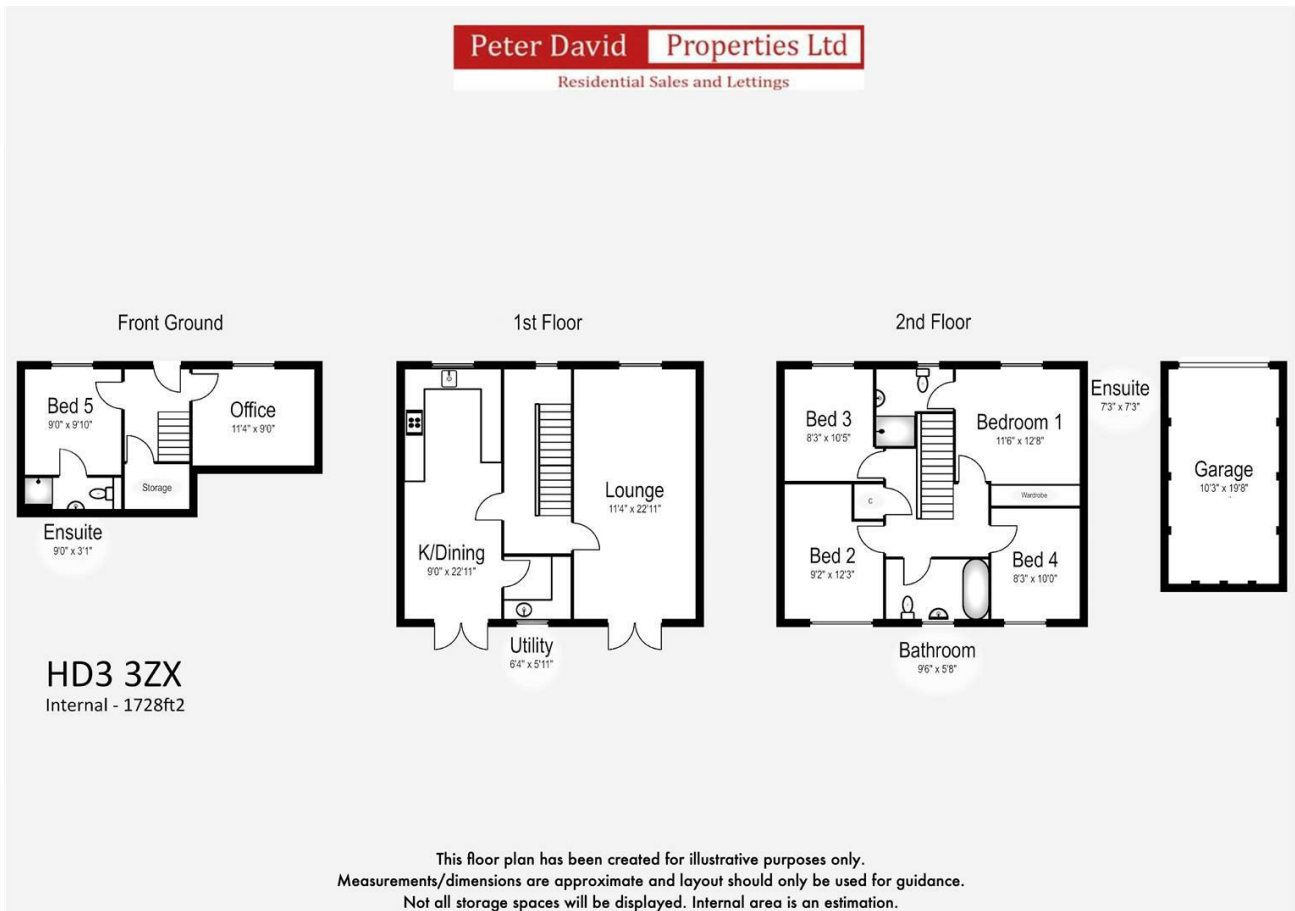 Peter David Properties Ltd
Residential Sales and Lettings
Front Ground
Bed 5
9'0" x 9'10"
Office
11'4" x 9'0"
Storage
Ensuite
9'0" x 3'1"
1st Floor
K/Dining
9'0" x 22'11"
Lounge
11'4" x 22'11"
Utility
6'4" x 5'11"
2nd Floor
Bed 3
8'3" x 10'5"
Bedroom 1
11'6" x 12'8"
Ensuite
7'3" x 7'3"
C
Wardrobe
Bed 2
9'2" x 12'3"
Bed 4
8'3" x 10'0"
Bathroom
9'6" x 5'8"
Garage
10'3" x 19'8"
HD3 3ZX
Internal - 1728ft2
This floor plan has been created for illustrative purposes only.
Measurements/dimensions are approximate and layout should only be used for guidance.
Not all storage spaces will be displayed. Internal area is an estimation.